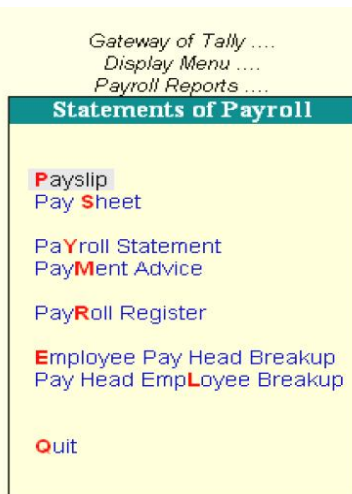 Gateway of Tally ....
Display Menu ....
Payroll Reports ....
Statements of Payroll
Payslip
Pay Sheet
PaYroll Statement
PayMent Advice
PayRoll Register
Employee Pay Head Breakup
Pay Head EmpLoyee Breakup
Quit